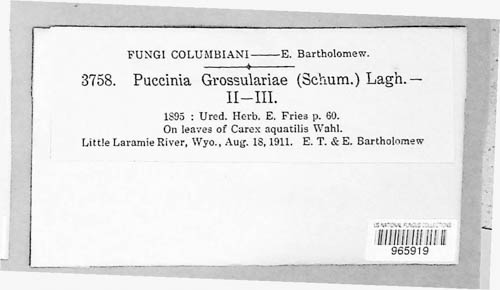 FUNGI COLUMBIANI—E. Bartholomew.
3758. Puccinia Grossulariae (Schum.) Lagh.—
II—III.
1895 : Ured. Herb. E. Fries p. 60.
On leaves of Carex aquatilis Wahl.
Little Laramie River, Wyo., Aug. 18, 1911. E. T. & E. Bartholomew
US NATIONAL FUNGUS COLLECTIONS
965919